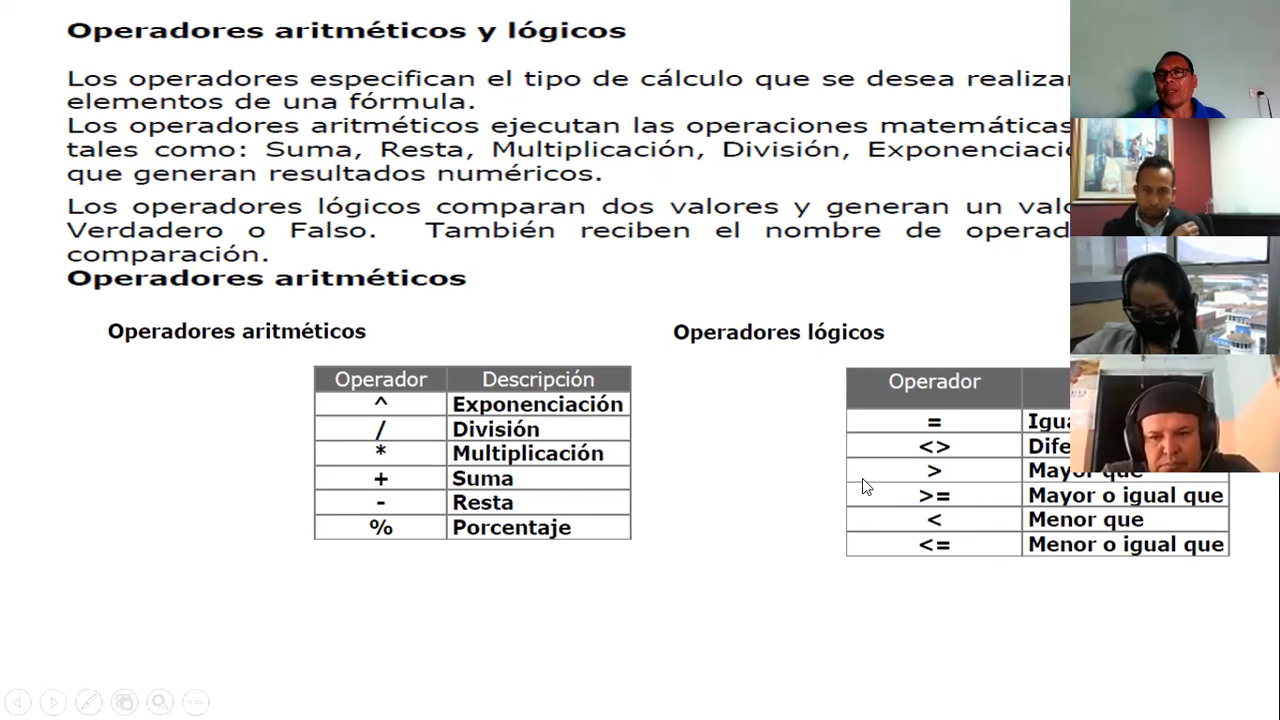 Operadores aritméticos y lógicos
Los operadores especifican el tipo de cálculo que se desea realizar
elementos de una fórmula.
Los operadores aritméticos ejecutan las operaciones matemáticas
tales como: Suma, Resta, Multiplicación, División,
que generan resultados numéricos.
Los operadores lógicos comparan dos valores y generan un
Verdadero o Falso. También reciben el nombre de
comparación.
Operadores aritméticos
Operadores aritméticos
Operador Descripción
^ Exponenciación
/ División
* Multiplicación
+ Suma
- Resta
% Porcentaje
Operadores lógicos
Operador
=
<>
> Mayor que
>= Mayor o igual que
< Menor que
<= Menor o igual que